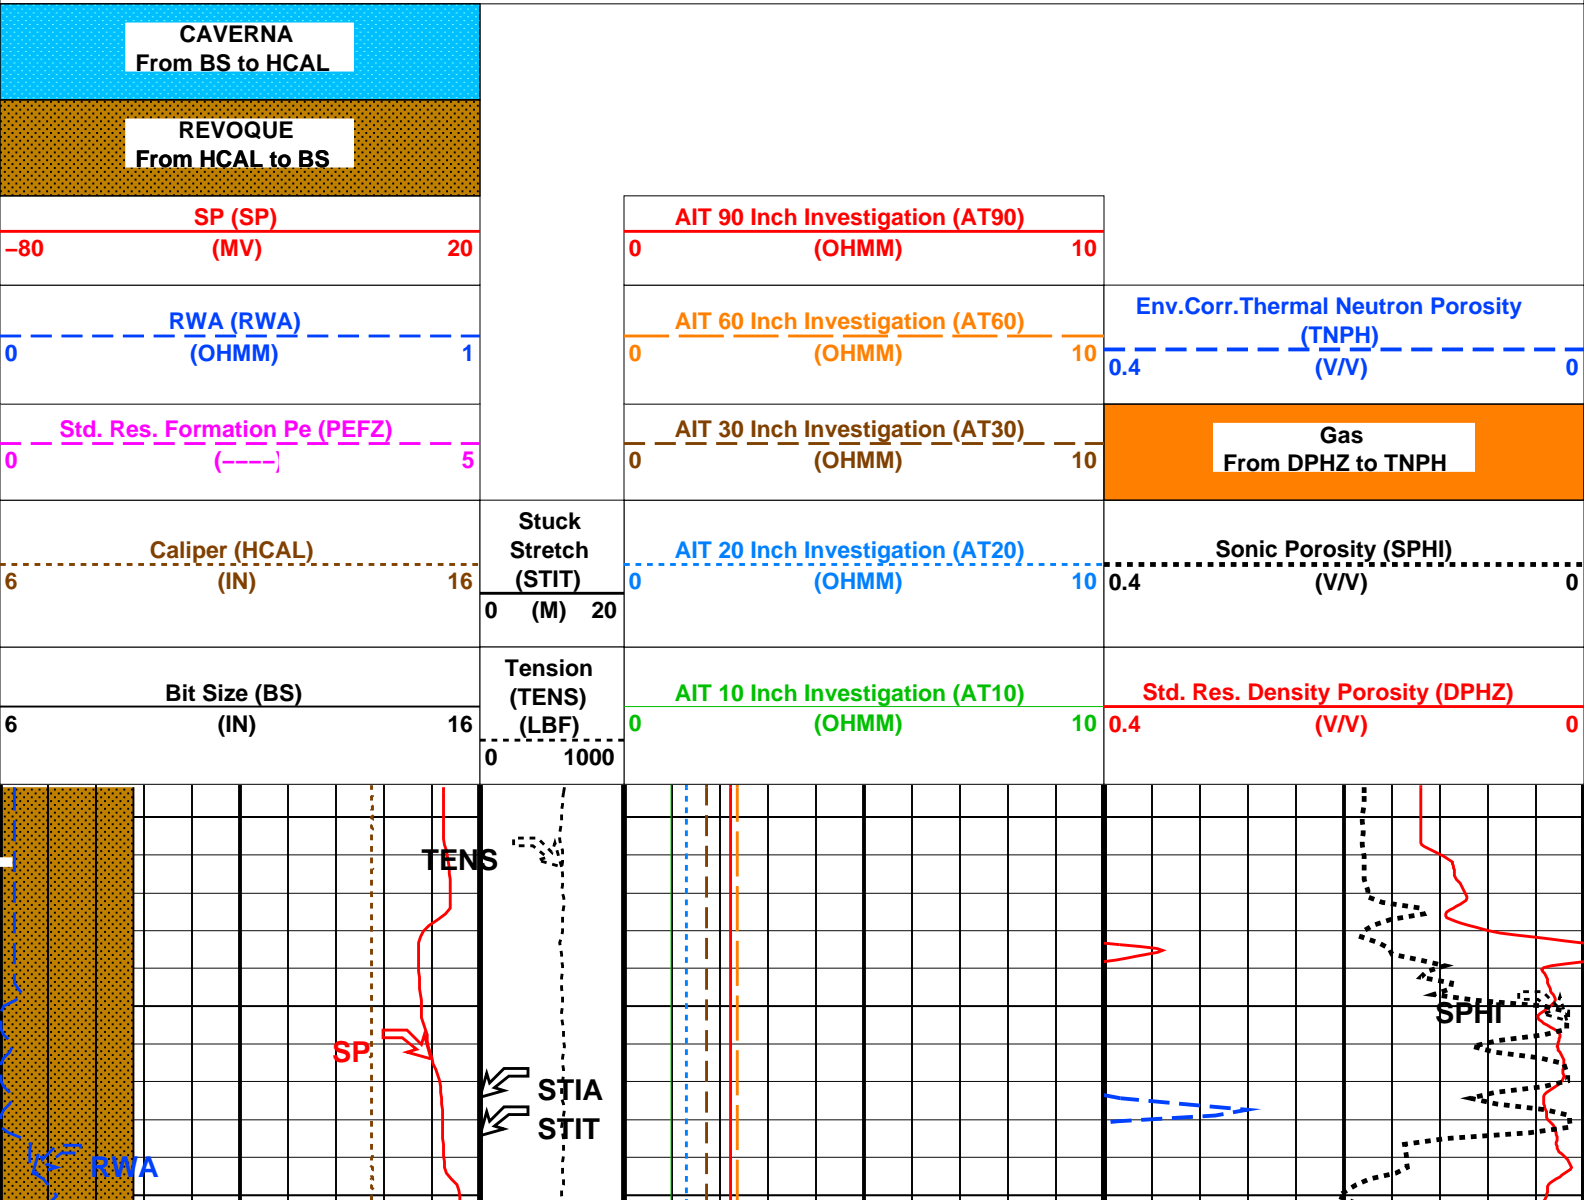 CAVERNA
From BS to HCAL
REVOQUE
From HCAL to BS
SP (SP)
−80 (MV) 20
RWA (RWA)
0 (OHMM) 1
Std. Res. Formation Pe (PEFZ)
0 (−−−−) 5
Caliper (HCAL)
6 (IN) 16
Bit Size (BS)
6 (IN) 16
Stuck
Stretch
(STIT)
0 (M) 20
Tension
(TENS)
(LBF)
0 1000
AIT 90 Inch Investigation (AT90)
0 (OHMM) 10
AIT 60 Inch Investigation (AT60)
0 (OHMM) 10
AIT 30 Inch Investigation (AT30)
0 (OHMM) 10
AIT 20 Inch Investigation (AT20)
0 (OHMM) 10
AIT 10 Inch Investigation (AT10)
0 (OHMM) 10
Env.Corr.Thermal Neutron Porosity
(TNPH)
0.4 (V/V) 0
Gas
From DPHZ to TNPH
Sonic Porosity (SPHI)
0.4 (V/V) 0
Std. Res. Density Porosity (DPHZ)
0.4 (V/V) 0
TENS
SPHI
SP
STIA
STIT
RWA